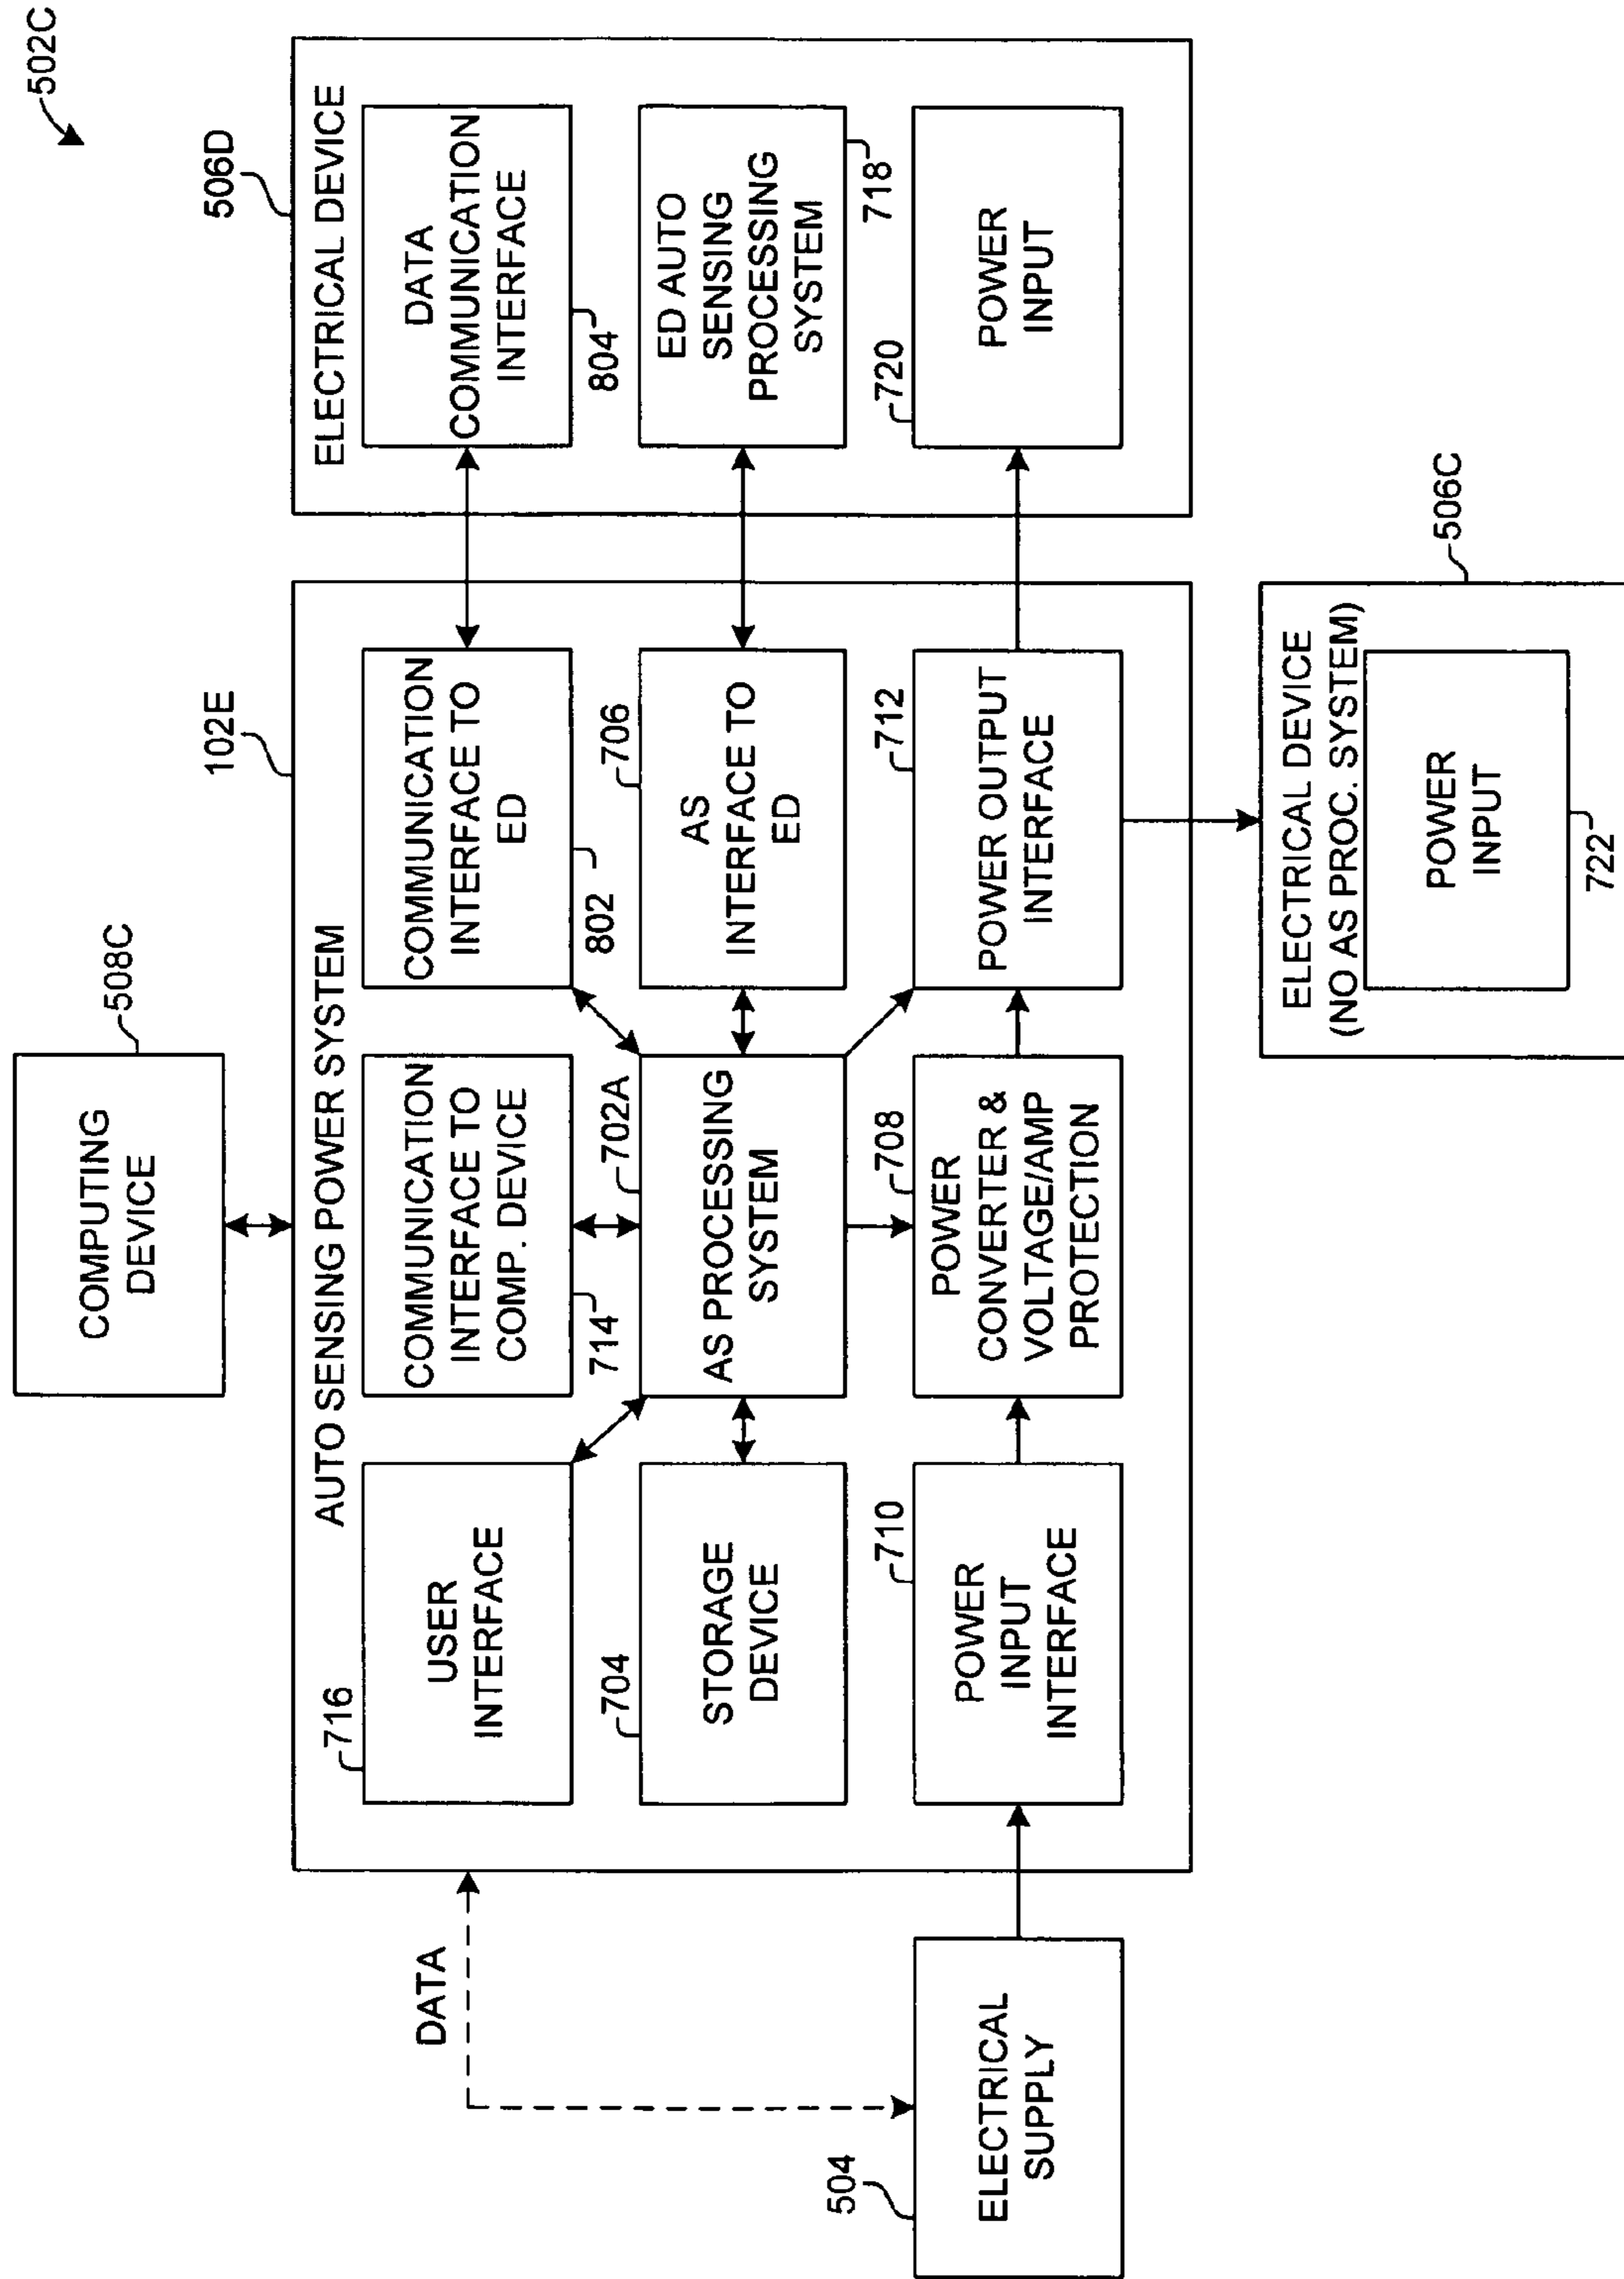 502C
508C
COMPUTING
DEVICE
102E
506D
AUTO SENSING POWER SYSTEM
ELECTRICAL DEVICE
DATA
716
USER
INTERFACE
COMMUNICATION
INTERFACE TO
COMP. DEVICE
714
COMMUNICATION
INTERFACE TO
ED
802
DATA
COMMUNICATION
INTERFACE
804
704
STORAGE
DEVICE
702A
AS PROCESSING
SYSTEM
706
AS
INTERFACE TO
ED
ED AUTO
SENSING
PROCESSING
SYSTEM
718
504
ELECTRICAL
SUPPLY
710
POWER
INPUT
INTERFACE
708
POWER
CONVERTER &
VOLTAGE/AMP
PROTECTION
712
POWER OUTPUT
INTERFACE
720
POWER
INPUT
506C
ELECTRICAL DEVICE
(NO AS PROC. SYSTEM)
POWER
INPUT
722